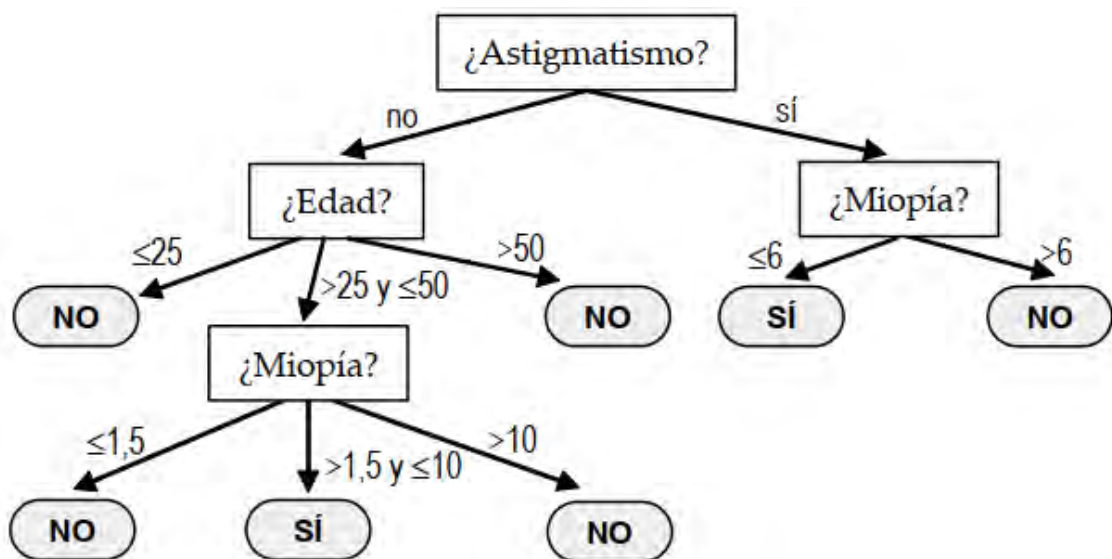 ¿Astigmatismo?
no
sí
¿Edad?
¿Miopía?
≤25
>25 y ≤50
>50
≤6
>6
NO
NO
SÍ
NO
¿Miopía?
≤1,5
>1,5 y ≤10
>10
NO
SÍ
NO